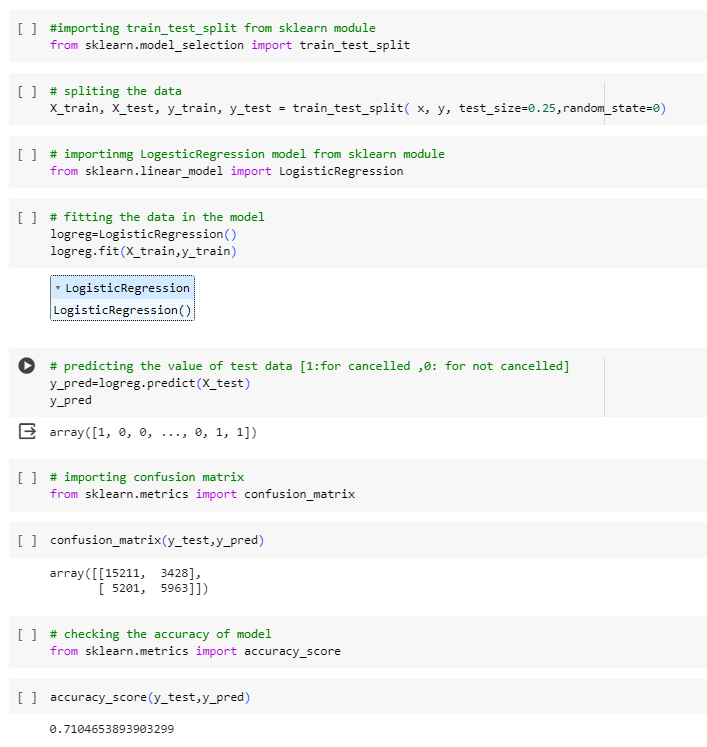 [ ] #importing train_test_split from sklearn module
from sklearn.model_selection import train_test_split
[ ] # spliting the data
X_train, X_test, y_train, y_test = train_test_split( x, y, test_size=0.25,random_state=0)
[ ] # importinmg LogesticRegression model from sklearn module
from sklearn.linear_model import LogisticRegression
[ ] # fitting the data in the model
logreg=LogisticRegression()
logreg.fit(X_train,y_train)
▾ LogisticRegression
LogisticRegression()
# predicting the value of test data [1:for cancelled ,0: for not cancelled]
y_pred=logreg.predict(X_test)
y_pred
array([1, 0, 0, ..., 0, 1, 1])
[ ] # importing confusion matrix
from sklearn.metrics import confusion_matrix
[ ] confusion_matrix(y_test,y_pred)
array([[15211,  3428],
       [ 5201,  5963]])
[ ] # checking the accuracy of model
from sklearn.metrics import accuracy_score
[ ] accuracy_score(y_test,y_pred)
0.7104653893903299